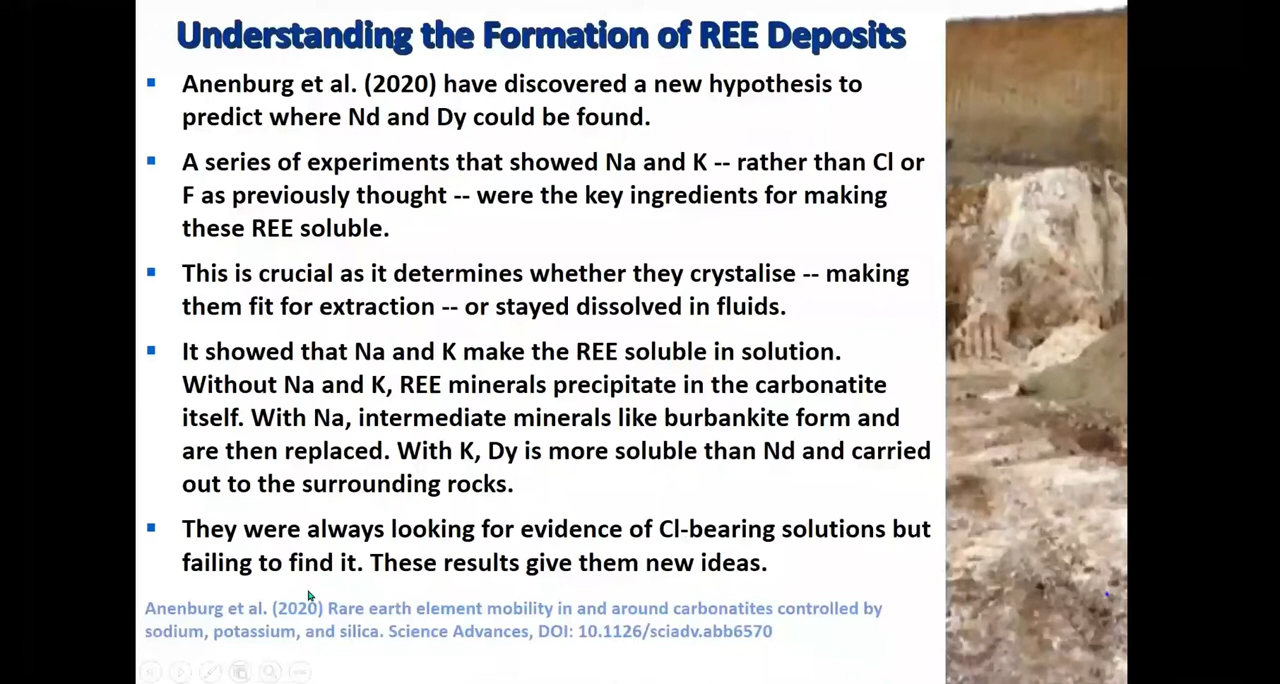 Understanding the Formation of REE Deposits
Anenburg et al. (2020) have discovered a new hypothesis to
predict where Nd and Dy could be found.
A series of experiments that showed Na and K -- rather than Cl or
F as previously thought -- were the key ingredients for making
these REE soluble.
This is crucial as it determines whether they crystalise -- making
them fit for extraction -- or stayed dissolved in fluids.
It showed that Na and K make the REE soluble in solution.
Without Na and K, REE minerals precipitate in the carbonatite
itself. With Na, intermediate minerals like burbankite form and
are then replaced. With K, Dy is more soluble than Nd and carried
out to the surrounding rocks.
They were always looking for evidence of Cl-bearing solutions but
failing to find it. These results give them new ideas.
Anenburg et al. (2020) Rare earth element mobility in and around carbonatites controlled by
sodium, potassium, and silica. Science Advances, DOI: 10.1126/sciadv.abb6570